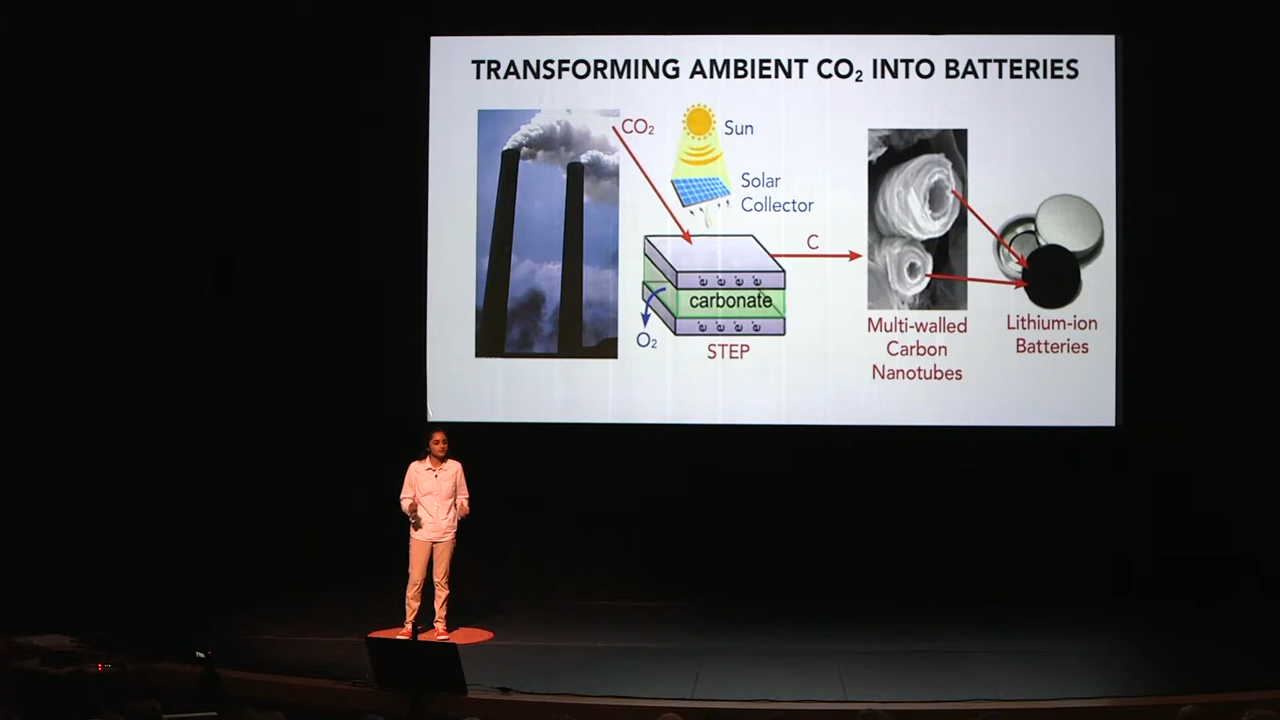 TRANSFORMING AMBIENT CO₂ INTO BATTERIES
CO₂
Sun
Solar
Collector
C
e e e e
carbonate
e e e e
O₂
STEP
Multi-walled
Carbon
Nanotubes
Lithium-ion
Batteries